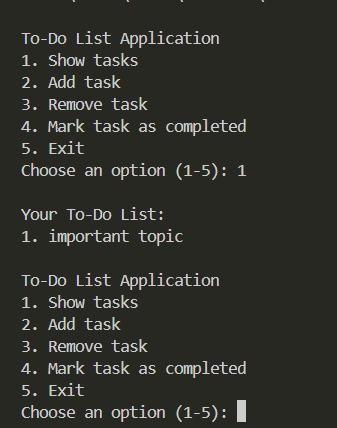 To-Do List Application
1. Show tasks
2. Add task
3. Remove task
4. Mark task as completed
5. Exit
Choose an option (1-5): 1
Your To-Do List:
1. important topic
To-Do List Application
1. Show tasks
2. Add task
3. Remove task
4. Mark task as completed
5. Exit
Choose an option (1-5):